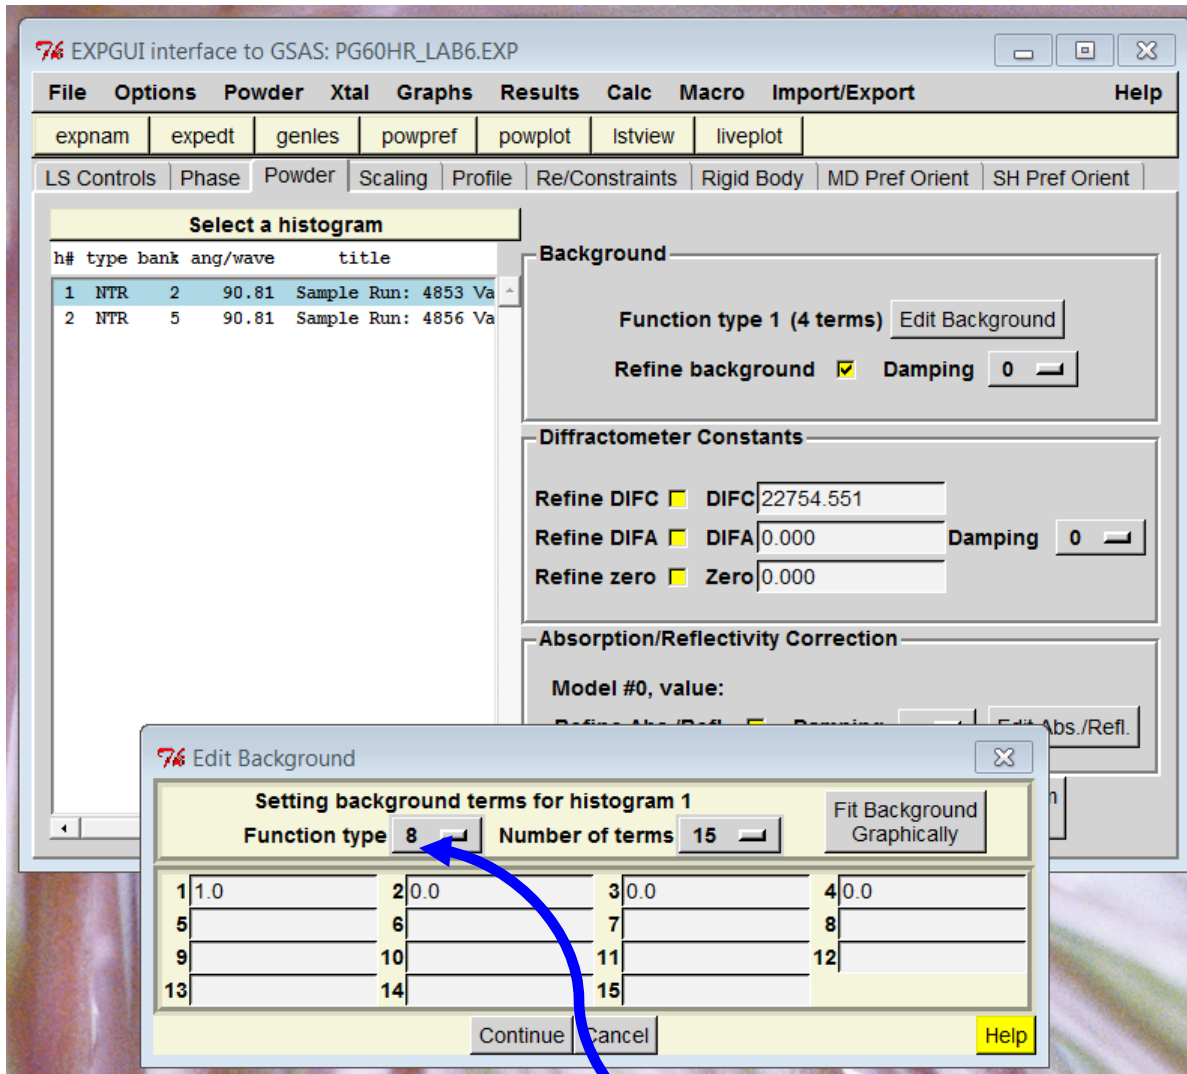 EXPGUI interface to GSAS: PG60HR_LAB6.EXP
File Options Powder Xtal Graphs Results Calc Macro Import/Export Help
expnam expedt genles powpref powplot lstview liveplot
LS Controls Phase Powder Scaling Profile Re/Constraints Rigid Body MD Pref Orient SH Pref Orient
Select a histogram
h# type bank ang/wave title
1 NTR 2 90.81 Sample Run: 4853 Va
2 NTR 5 90.81 Sample Run: 4856 Va
Background
Function type 1 (4 terms) Edit Background
Refine background Damping 0
Diffractometer Constants
Refine DIFC DIFC 22754.551
Refine DIFA DIFA 0.000 Damping 0
Refine zero Zero 0.000
Absorption/Reflectivity Correction
Model #0, value:
Refine Abs./Refl. Damping Edit Abs./Refl.
Edit Background
Setting background terms for histogram 1
Function type 8 Number of terms 15 Fit Background Graphically
1 1.0 2 0.0 3 0.0 4 0.0
5 6 7 8
9 10 11 12
13 14 15
Continue Cancel Help